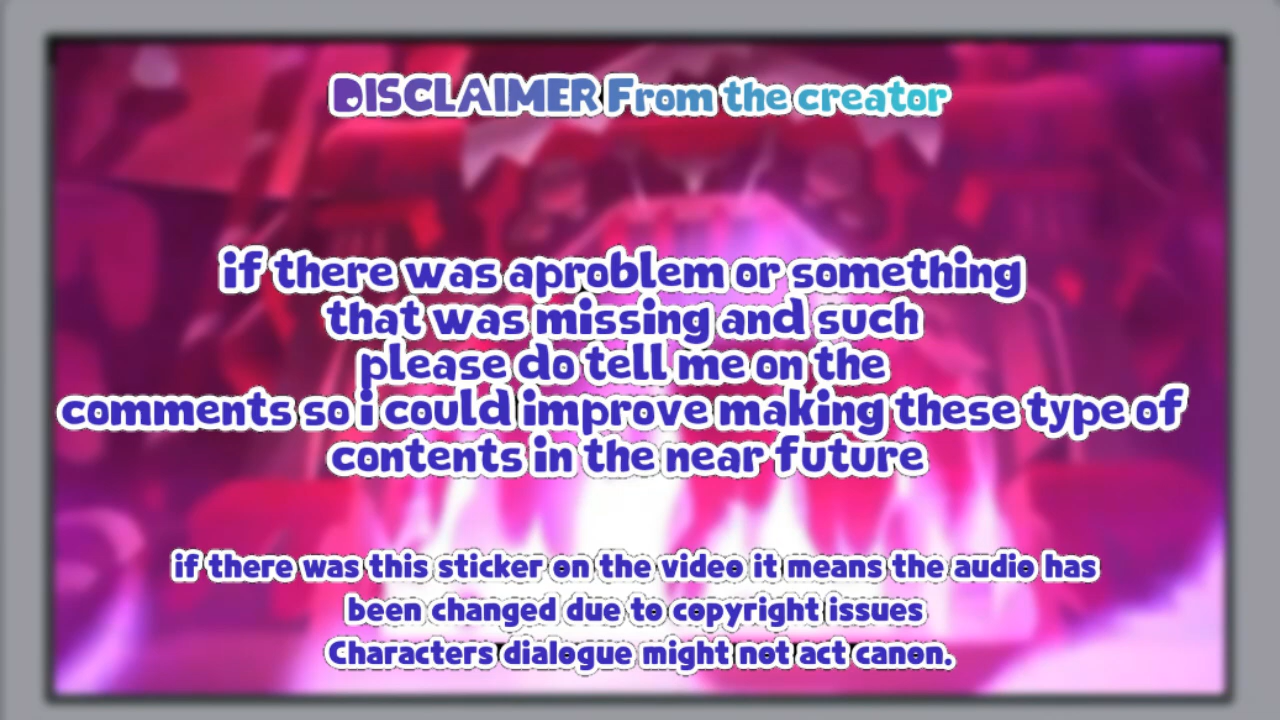 DISCLAIMER From the creator
if there was aproblem or something
that was missing and such
please do tell me on the
comments so i could improve making these type of
contents in the near future
if there was this sticker on the video it means the audio has
been changed due to copyright issues
Characters dialogue might not act canon.